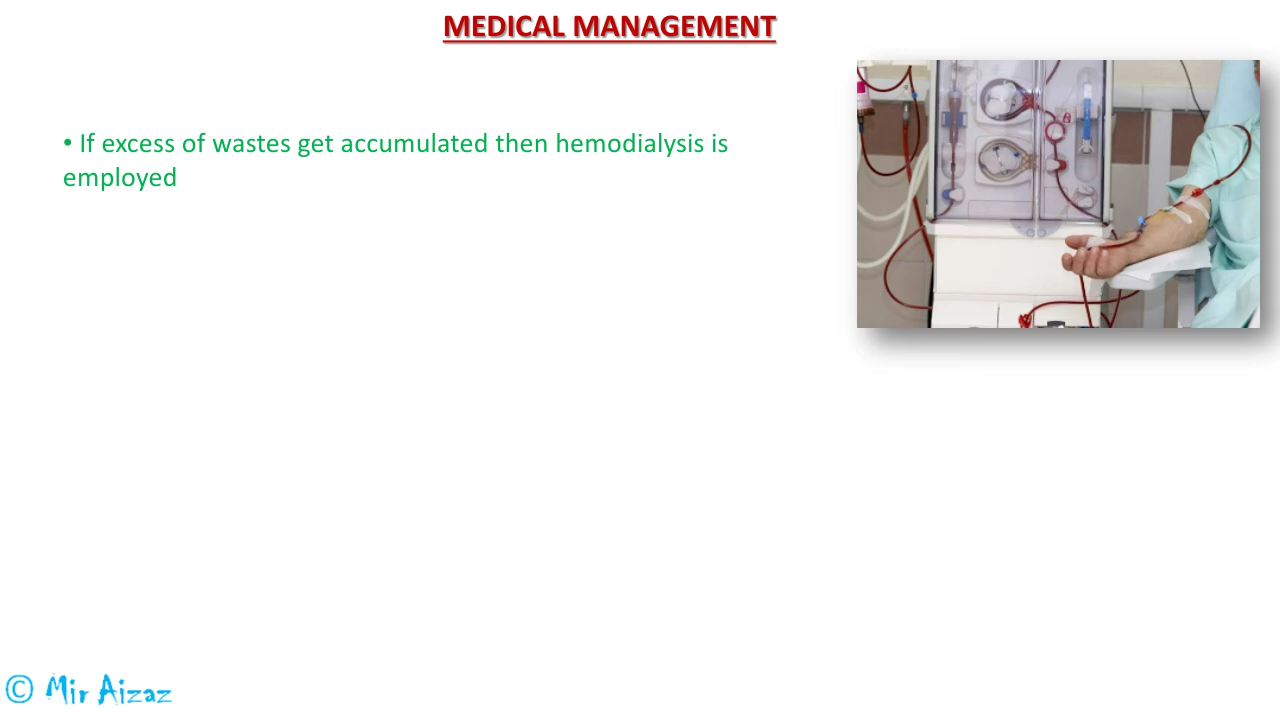 MEDICAL MANAGEMENT
• If excess of wastes get accumulated then hemodialysis is
employed
© Mir Aizaz